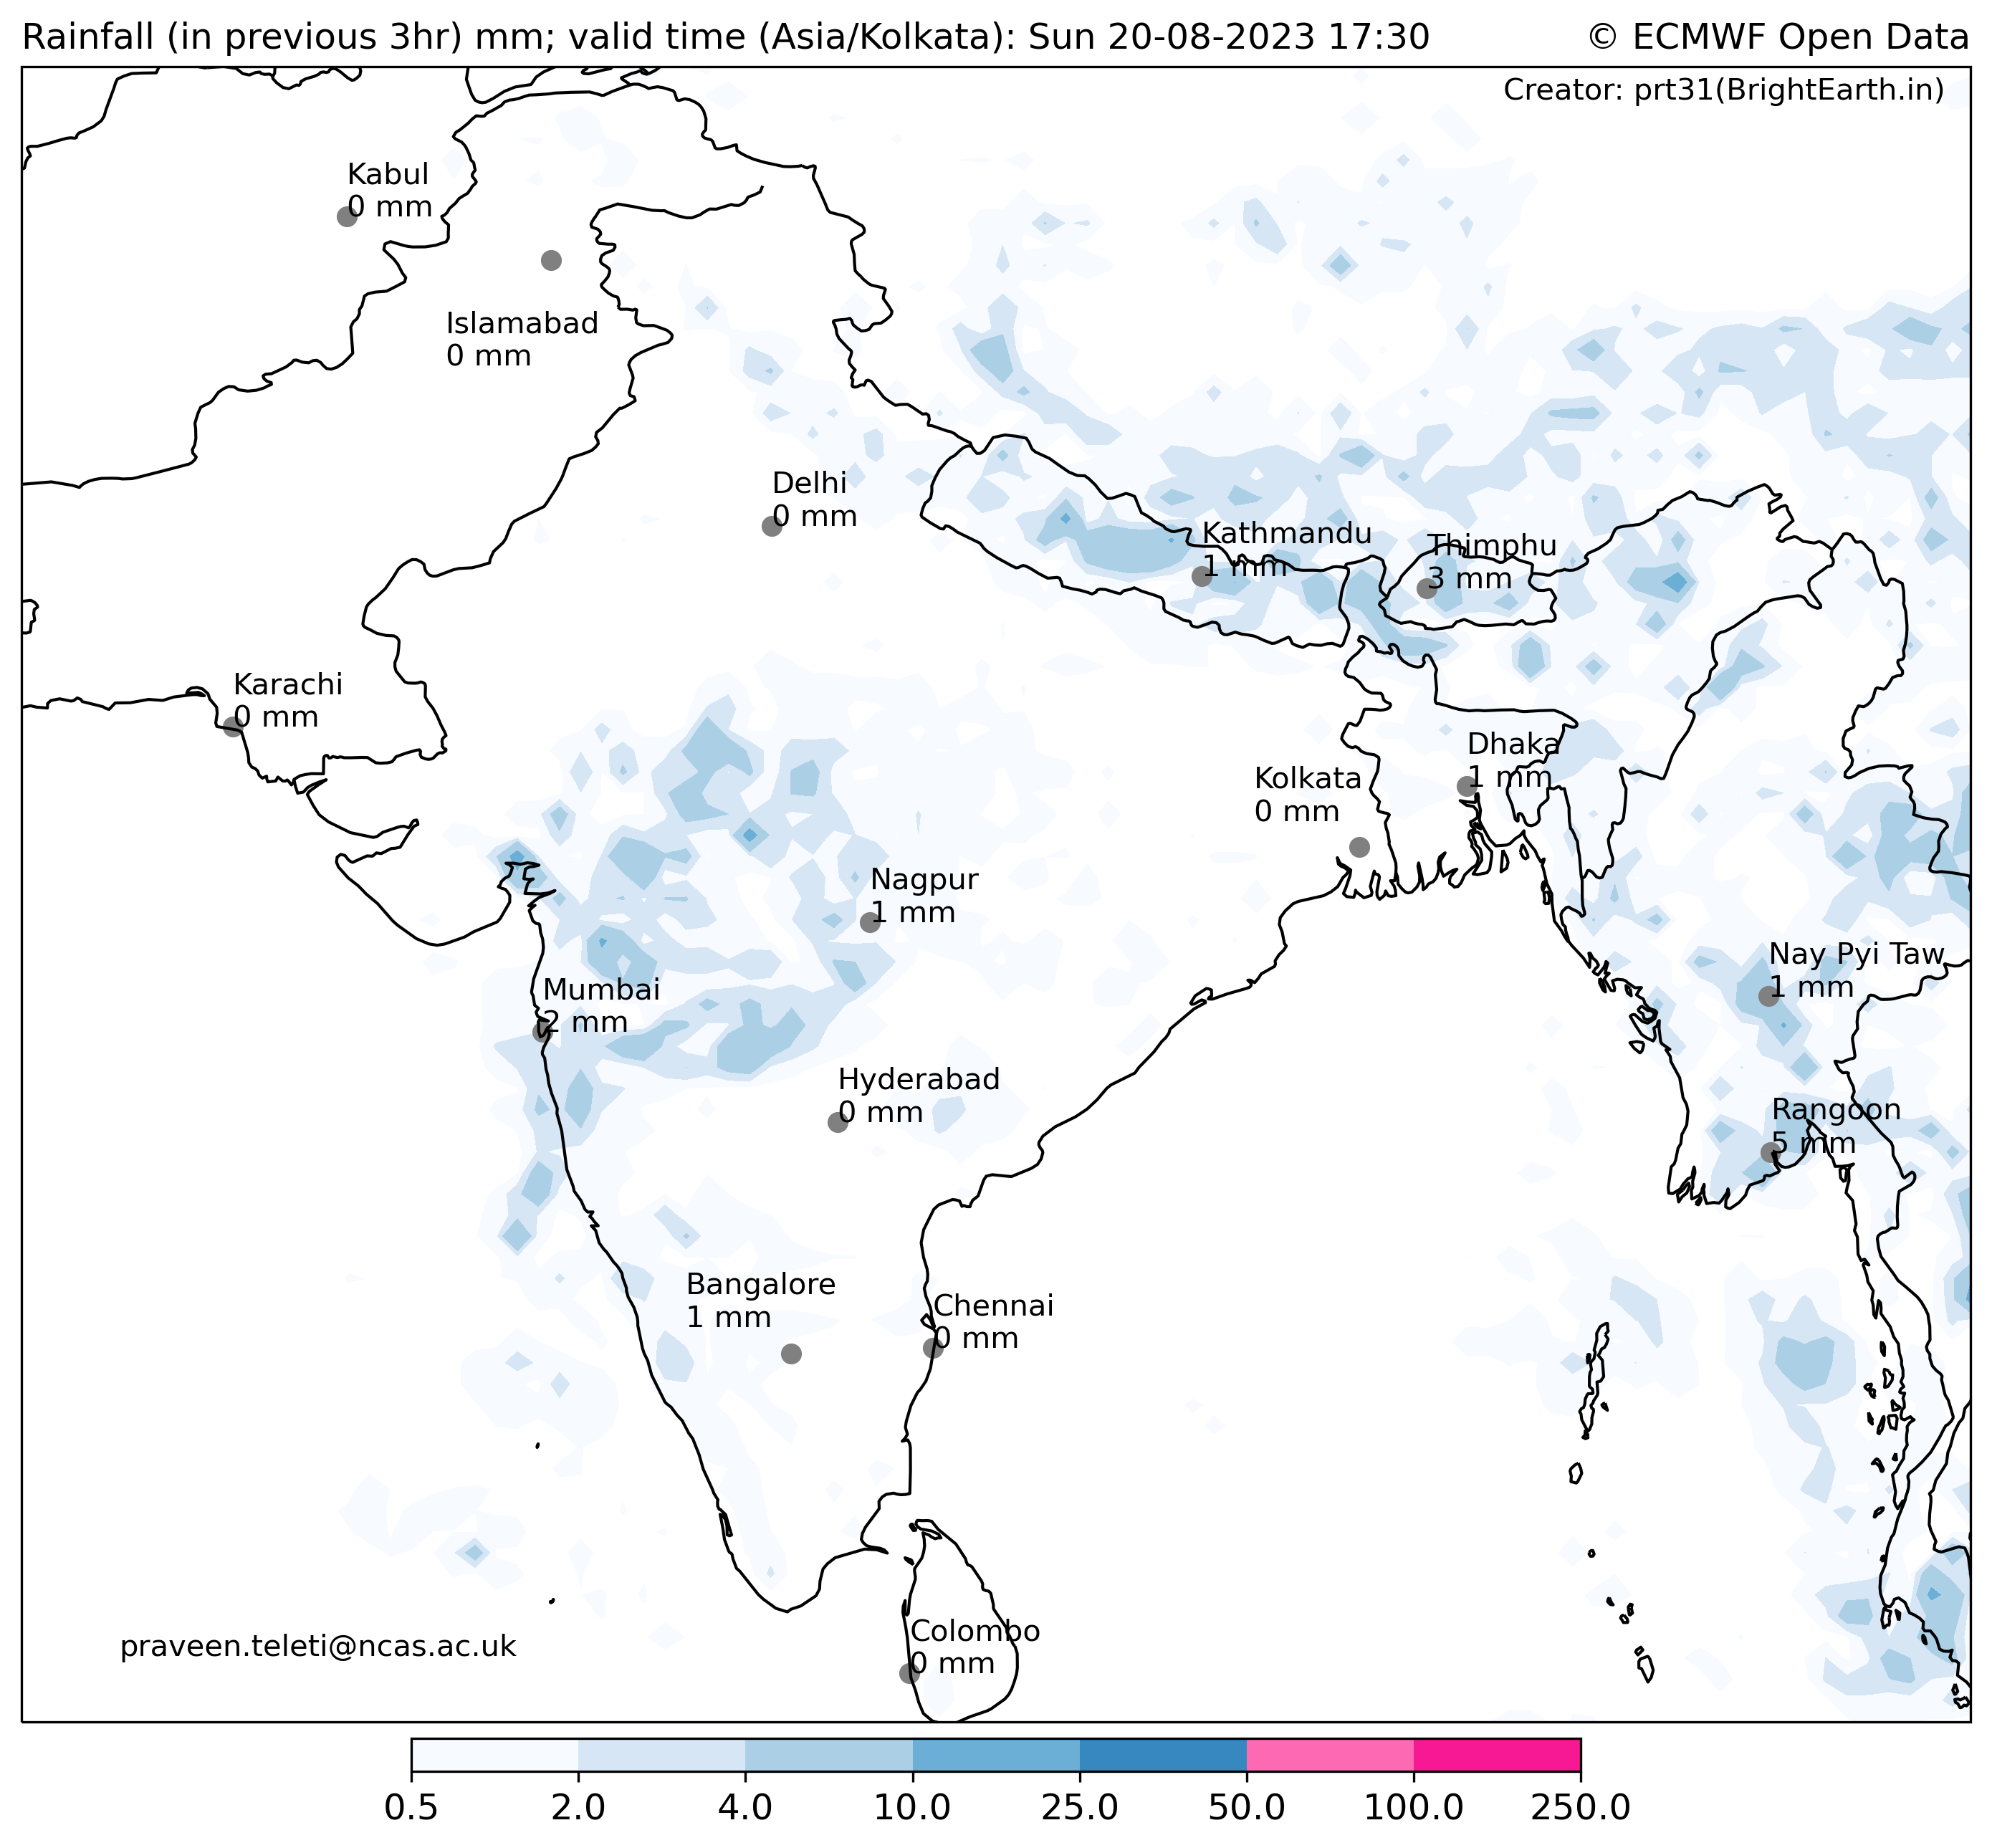 Rainfall (in previous 3hr) mm; valid time (Asia/Kolkata): Sun 20-08-2023 17:30
© ECMWF Open Data
Creator: prt31(BrightEarth.in)
Kabul
0 mm
Islamabad
0 mm
Delhi
0 mm
Kathmandu
1 mm
Thimphu
3 mm
Karachi
0 mm
Dhaka
1 mm
Kolkata
0 mm
Nagpur
1 mm
Nay Pyi Taw
1 mm
Mumbai
2 mm
Hyderabad
0 mm
Rangoon
5 mm
Bangalore
1 mm
Chennai
0 mm
Colombo
0 mm
praveen.teleti@ncas.ac.uk
0.5 2.0 4.0 10.0 25.0 50.0 100.0 250.0